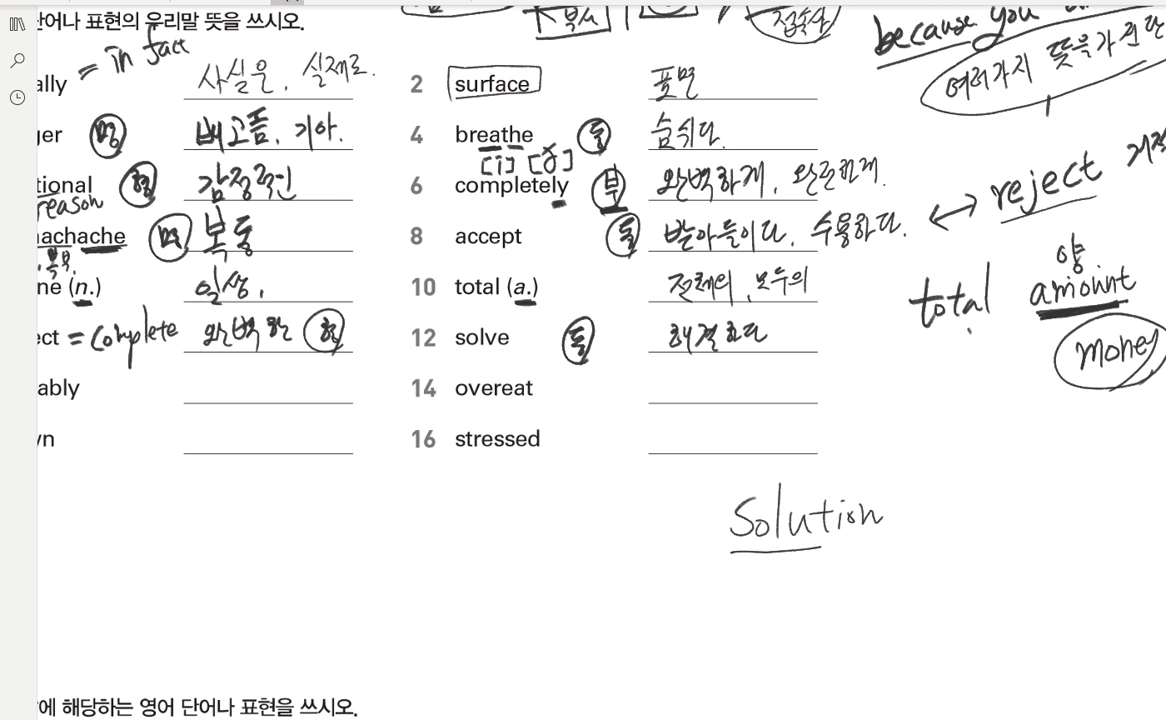 단어나 표현의 우리말 뜻을 쓰시오.
접속사
because you
여러가지 뜻을 가진
ally = in fact 사실은, 실제로.
2 surface 표면
ger 명 배고픔, 기아.
4 breathe 동 숨쉬다.
[i] [ð]
tional 형 감정적인
6 completely 부 완벽하게, 완전하게.
reason
achache 명 복통
8 accept 동 받아들이다, 수용하다. ↔ reject
ne (n.) 일상,
10 total (a.) 전체의, 모두의
total amount 양
ect = complete 완벽한 형
12 solve 동 해결하다
money
ably
14 overeat
wn
16 stressed
Solution
에 해당하는 영어 단어나 표현을 쓰시오.